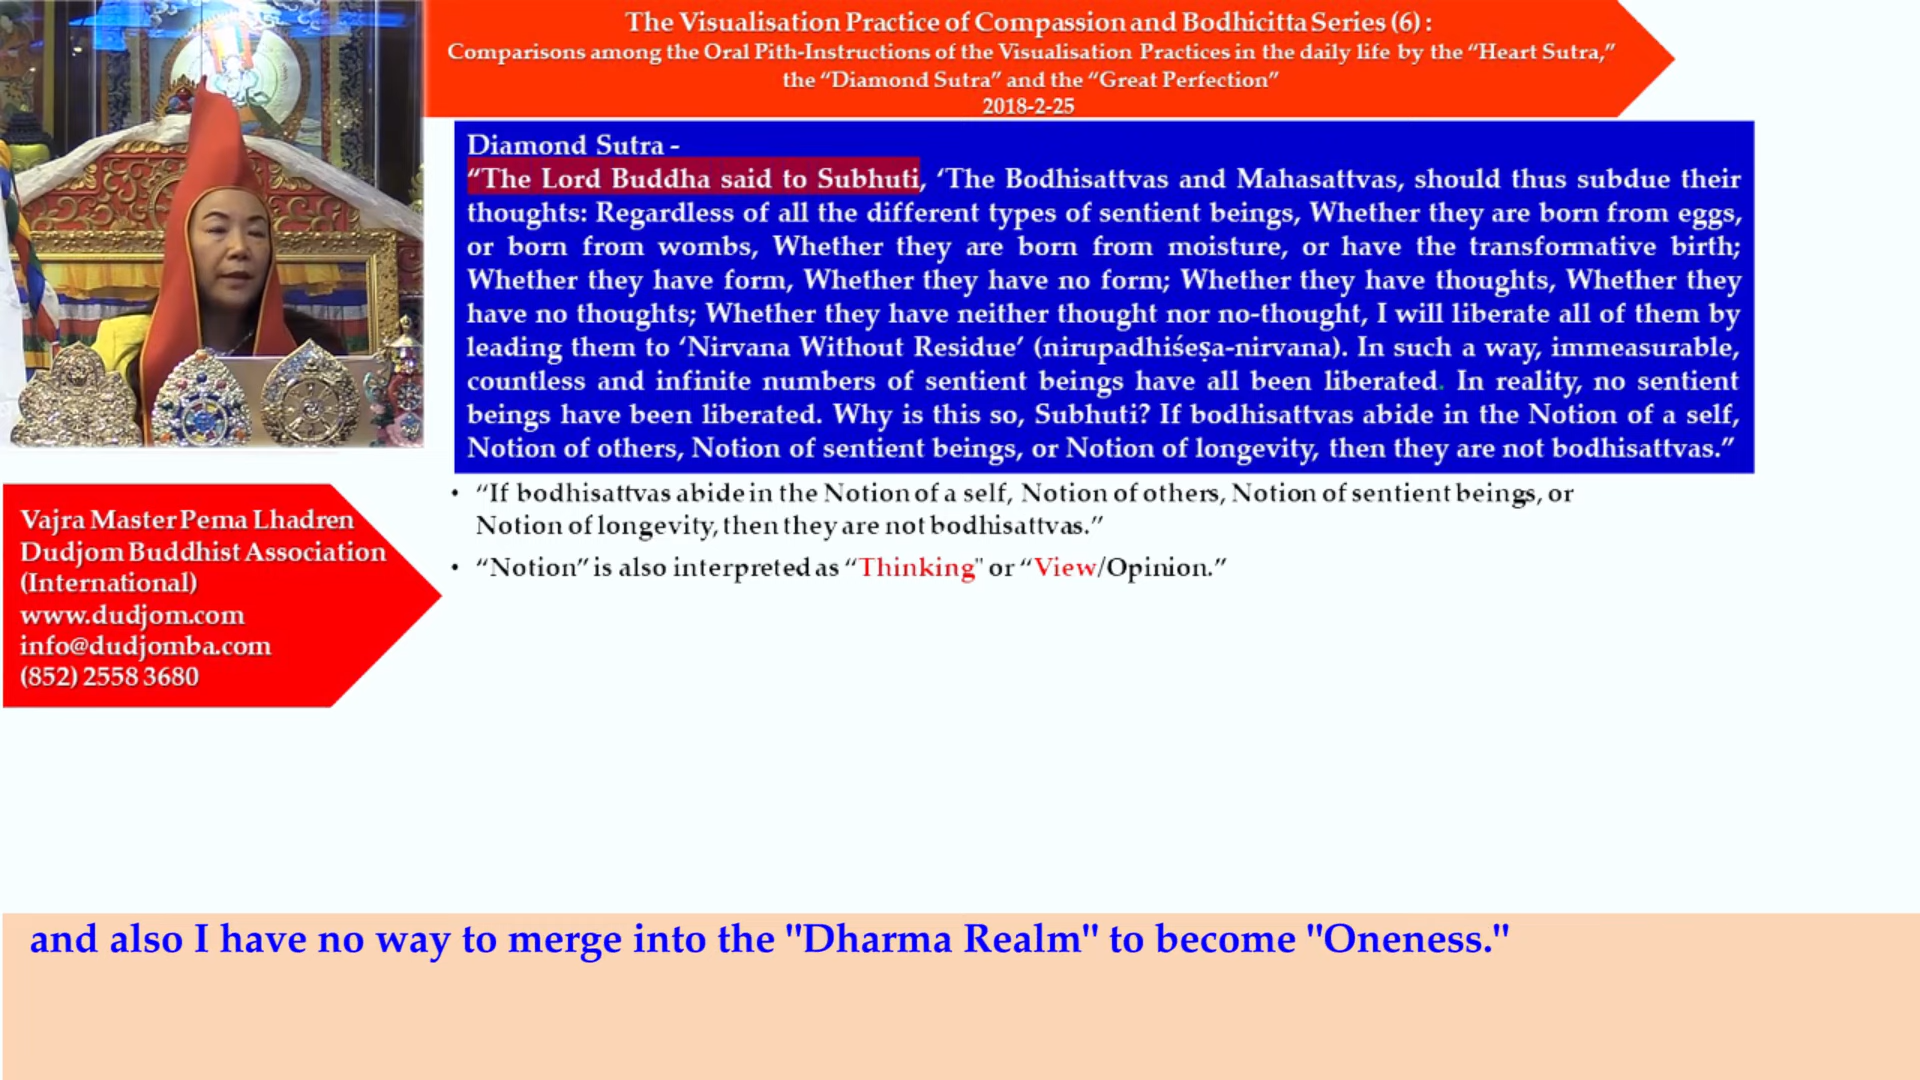 The Visualisation Practice of Compassion and Bodhicitta Series (6) :
Comparisons among the Oral Pith-Instructions of the Visualisation Practices in the daily life by the “Heart Sutra,”
the “Diamond Sutra” and the “Great Perfection”
2018-2-25
Diamond Sutra -
“The Lord Buddha said to Subhuti, ‘The Bodhisattvas and Mahasattvas, should thus subdue their
thoughts: Regardless of all the different types of sentient beings, Whether they are born from eggs,
or born from wombs, Whether they are born from moisture, or have the transformative birth;
Whether they have form, Whether they have no form; Whether they have thoughts, Whether they
have no thoughts; Whether they have neither thought nor no-thought, I will liberate all of them by
leading them to ‘Nirvana Without Residue’ (nirupadhiśeṣa-nirvana). In such a way, immeasurable,
countless and infinite numbers of sentient beings have all been liberated. In reality, no sentient
beings have been liberated. Why is this so, Subhuti? If bodhisattvas abide in the Notion of a self,
Notion of others, Notion of sentient beings, or Notion of longevity, then they are not bodhisattvas.”
• “If bodhisattvas abide in the Notion of a self, Notion of others, Notion of sentient beings, or
Notion of longevity, then they are not bodhisattvas.”
• “Notion” is also interpreted as “Thinking" or “View/Opinion.”
Vajra Master Pema Lhadren
Dudjom Buddhist Association
(International)
www.dudjom.com
info@dudjomba.com
(852) 2558 3680
and also I have no way to merge into the "Dharma Realm" to become "Oneness."